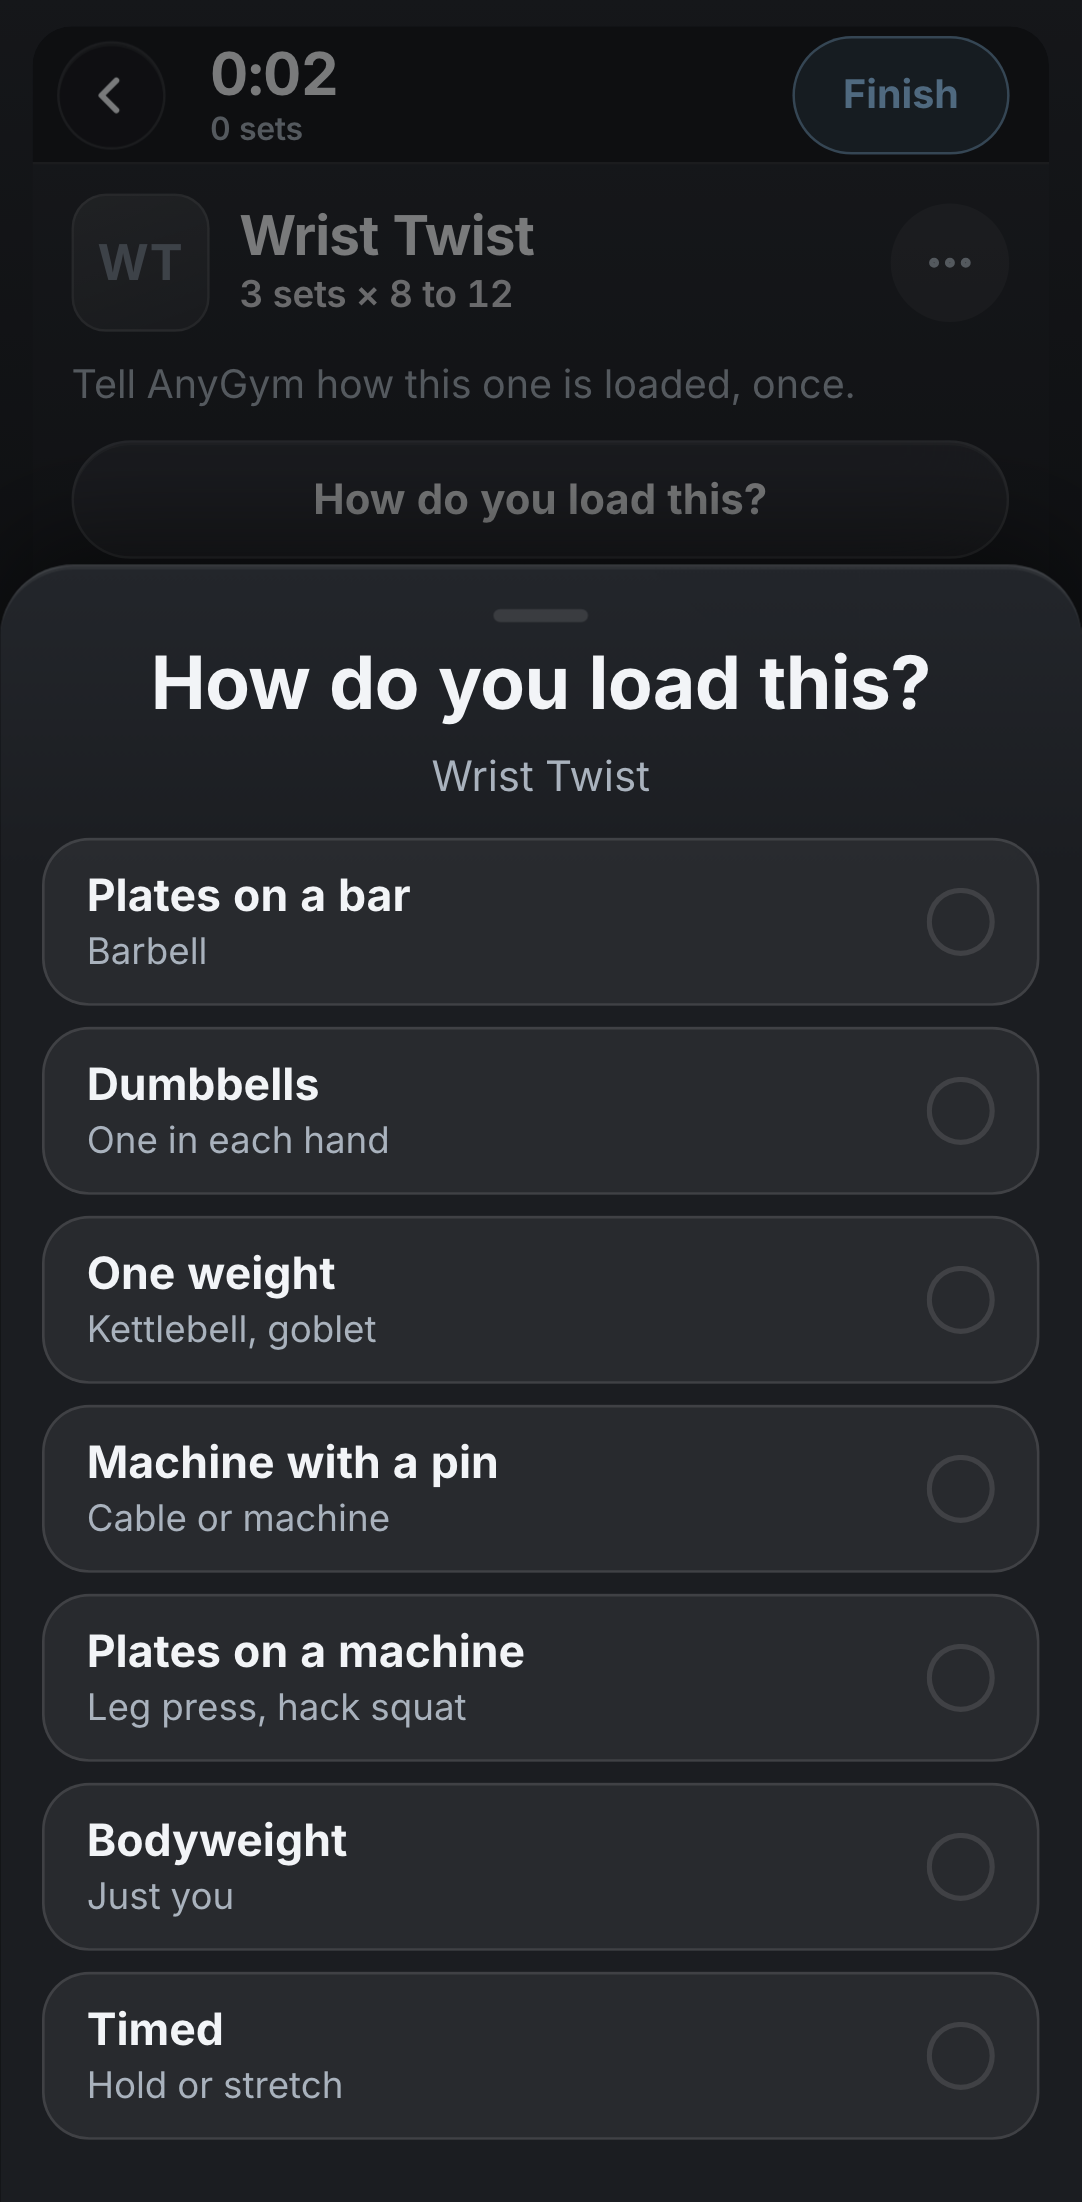 0:02
0 sets
Finish
WT
Wrist Twist
3 sets × 8 to 12
Tell AnyGym how this one is loaded, once.
How do you load this?
How do you load this?
Wrist Twist
Plates on a bar
Barbell
Dumbbells
One in each hand
One weight
Kettlebell, goblet
Machine with a pin
Cable or machine
Plates on a machine
Leg press, hack squat
Bodyweight
Just you
Timed
Hold or stretch